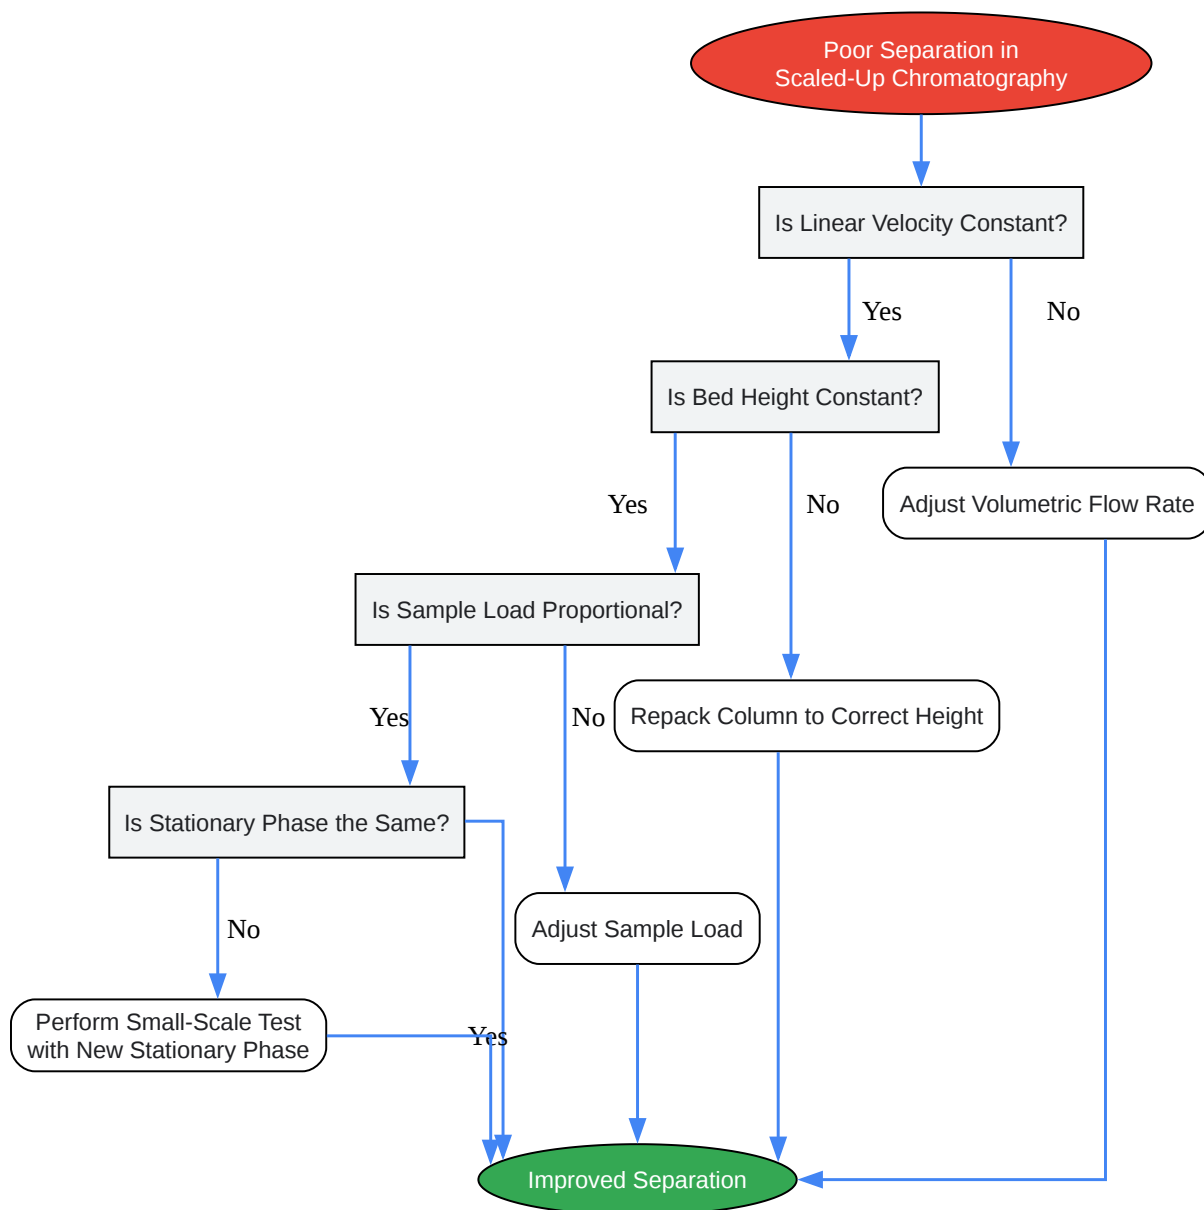 Poor Separation in
Scaled-Up Chromatography
Is Linear Velocity Constant?
Yes
No
Is Bed Height Constant?
Yes
No
Adjust Volumetric Flow Rate
Is Sample Load Proportional?
Yes
No
Repack Column to Correct Height
Is Stationary Phase the Same?
No
Adjust Sample Load
Perform Small-Scale Test
with New Stationary Phase
Yes
Improved Separation